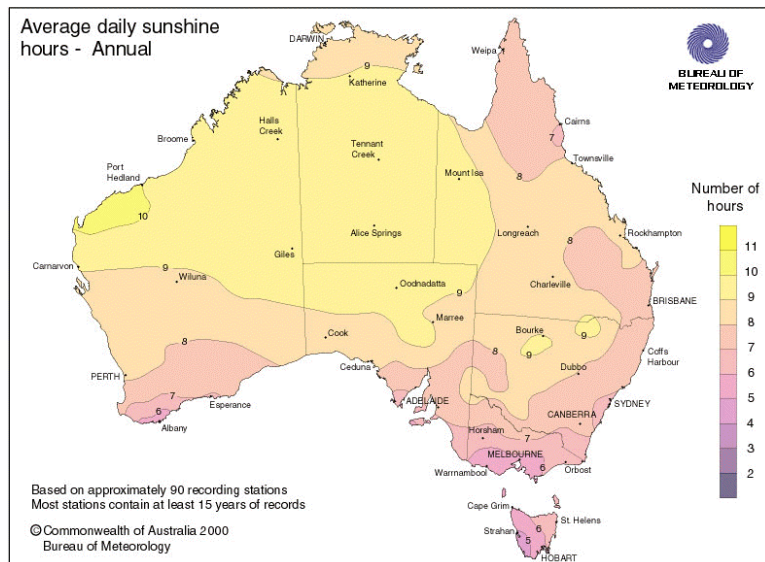 Average daily sunshine
hours - Annual
BUREAU OF
METEOROLOGY
DARWIN
Weipa
9
Katherine
Cairns
7
Halls
Creek
Broome
Tennant
Creek
Townsville
Port
Hedland
Mount Isa
8
Number of
hours
10
Alice Springs
Longreach
8
Rockhampton
11
10
9
8
7
6
5
4
3
2
Giles
Carnarvon
9
Wiluna
Oodnadatta
9
Charleville
BRISBANE
Marree
Bourke
9
Cook
8
8
9
Coffs
Harbour
Ceduna
Dubbo
PERTH
7
Esperance
6
Albany
ADELAIDE
SYDNEY
CANBERRA
Horsham
7
MELBOURNE
Warrnambool
6
Orbost
Based on approximately 90 recording stations
Most stations contain at least 15 years of records
Cape Grim
St. Helens
6
Strahan
5
HOBART
© Commonwealth of Australia 2000
Bureau of Meteorology